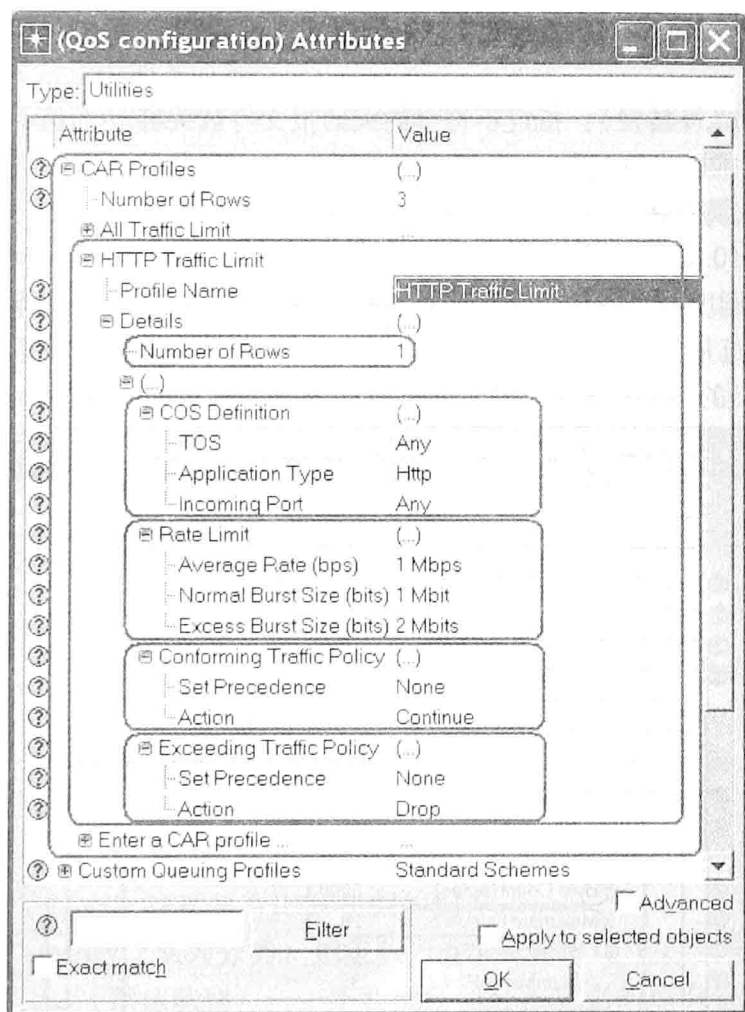 (QoS configuration) Attributes
Type: Utilities
Attribute Value
CAR Profiles (...)
Number of Rows 3
All Traffic Limit ...
HTTP Traffic Limit
Profile Name HTTP Traffic Limit
Details (...)
Number of Rows 1
(...)
COS Definition (...)
TOS Any
Application Type Http
Incoming Port Any
Rate Limit (...)
Average Rate (bps) 1 Mbps
Normal Burst Size (bits) 1 Mbit
Excess Burst Size (bits) 2 Mbits
Conforming Traffic Policy (...)
Set Precedence None
Action Continue
Exceeding Traffic Policy (...)
Set Precedence None
Action Drop
Enter a CAR profile ... ...
Custom Queuing Profiles Standard Schemes
Advanced
Filter
Apply to selected objects
Exact match
OK Cancel